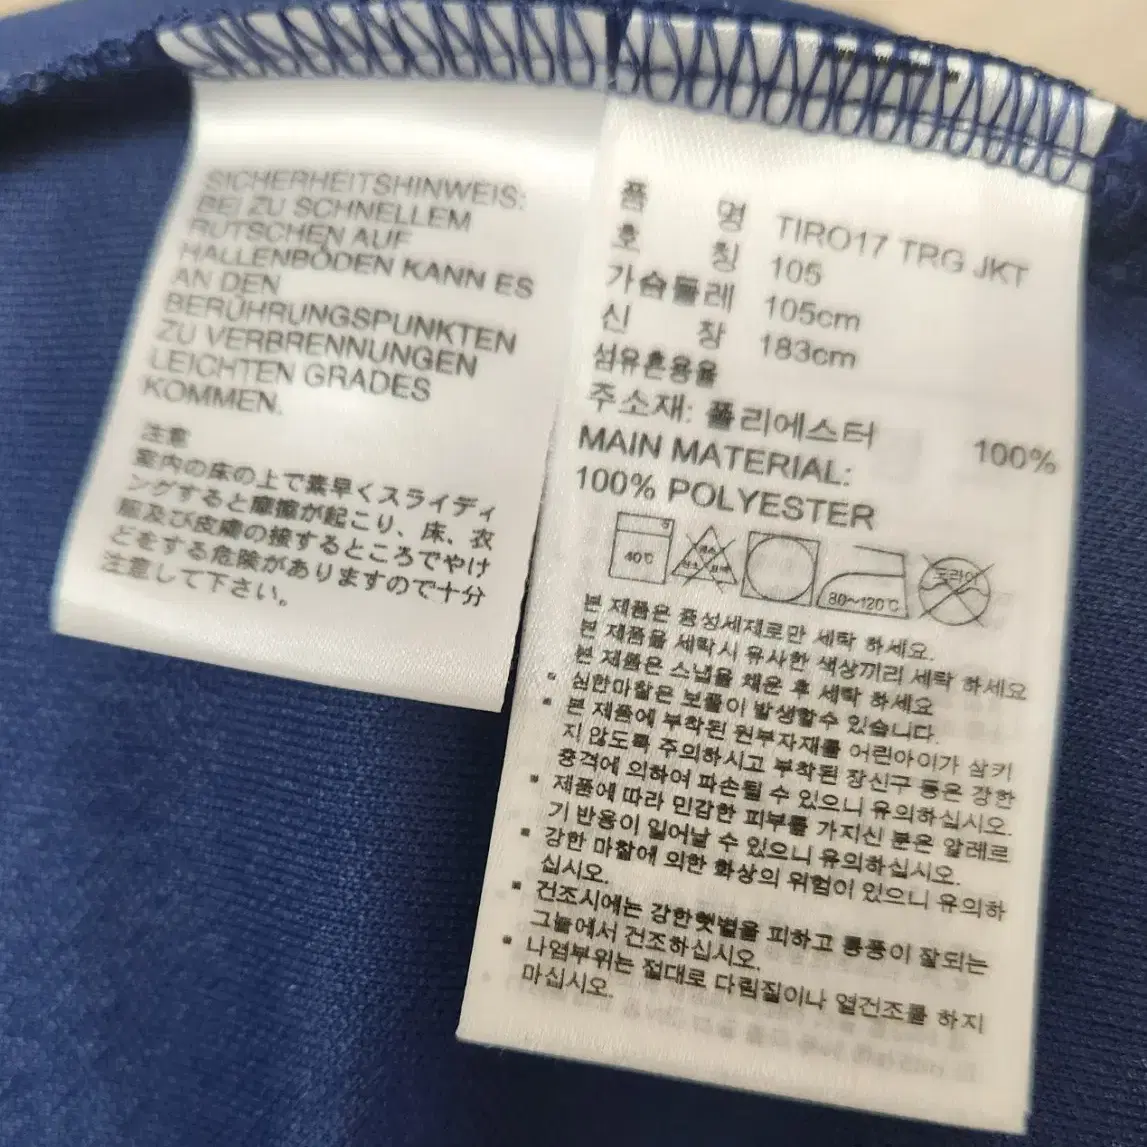 SICHERHEITSHINWEIS:
BEI ZU SCHNELLEM
RUTSCHEN AUF
HALLENBÖDEN KANN ES
AN DEN
BERÜHRUNGSPUNKTEN
ZU VERBRENNUNGEN
LEICHTEN GRADES
KOMMEN.
注意
室内の床の上で素早くスライディ
ングすると摩擦が起こり、床、衣
服及び皮膚の接するところでやけ
どをする危険がありますので十分
注意して下さい。
품 명 TIRO17 TRG JKT
호 칭 105
가슴둘레 105cm
신 장 183cm
섬유혼용율
주소재: 폴리에스터 100%
MAIN MATERIAL:
100% POLYESTER
40℃
80~120℃
드라이
본 제품은 중성세제로만 세탁 하세요.
본 제품을 세탁시 유사한 색상끼리 세탁 하세요
본 제품은 스냅을 채운 후 세탁 하세요
* 심한마찰은 보풀이 발생할수 있습니다.
* 본 제품에 부착된 원부자재를 어린아이가 삼키
지 않도록 주의하시고 부착된 장신구 등은 강한
충격에 의하여 파손될 수 있으니 유의하십시오.
* 제품에 따라 민감한 피부를 가지신 분은 알레르
기 반응이 일어날 수 있으니 유의하십시오.
* 강한 마찰에 의한 화상의 위험이 있으니 유의하
십시오.
* 건조시에는 강한햇볕을 피하고 통풍이 잘되는
그늘에서 건조하십시오.
* 나염부위는 절대로 다림질이나 열건조를 하지
마십시오.